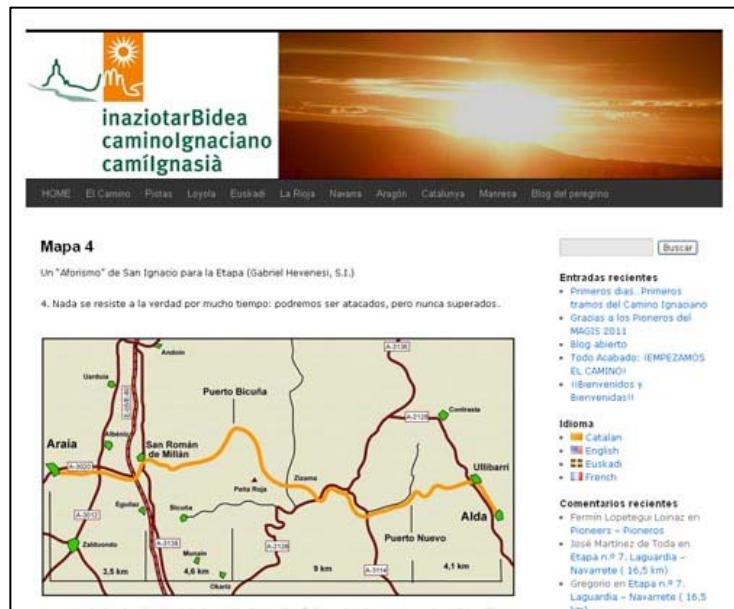 inaziotarBidea
caminoIgnaciano
camíIgnasià
HOME El Camino Pistas Loyola Euskadi La Rioja Navarra Aragón Catalunya Manresa Blog del peregrino
Mapa 4
Un "Aforismo" de San Ignacio para la Etapa (Gabriel Hevenesi, S.I.)
4. Nada se resiste a la verdad por mucho tiempo: podremos ser atacados, pero nunca superados.
Andoin
A-3136
Urduia
Puerto Bicuña
Contrasta
Albéniz
A-2128
Araia
San Román
de Millán
A-3020
Ullibarri
Peña Roja
Zizama
Eguilaz
Bicuña
Alda
A-3012
Zalduondo
A-3138
A-2128
Puerto Nuevo
Munain
Okariz
A-3114
3,5 km
4,6 km
9 km
4,1 km
Buscar
Entradas recientes
Primeros dias. Primeros
tramos del Camino Ignaciano
Gracias a los Pioneros del
MAGIS 2011
Blog abierto
Todo Acabado: ¡EMPEZAMOS
EL CAMINO!
¡¡Bienvenidos y
Bienvenidas!!
Idioma
Catalan
English
Euskadi
French
Comentarios recientes
Fermín Lopetegui Loinaz en
Pioneers – Pioneros
José Martínez de Toda en
Etapa n.º 7. Laguardia –
Navarrete ( 16,5 km)
Gregorio en Etapa n.º 7.
Laguardia – Navarrete ( 16,5
km)